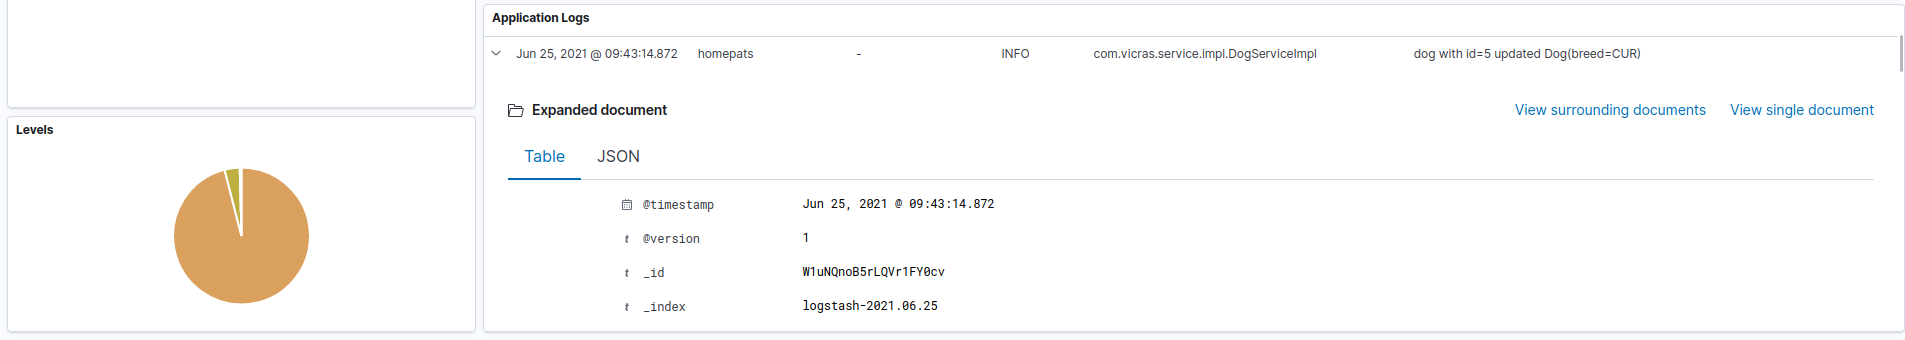 Application Logs
Jun 25, 2021 @ 09:43:14.872 homepats - INFO com.vicras.service.impl.DogServiceImpl dog with id=5 updated Dog(breed=CUR)
Expanded document View surrounding documents View single document
Levels
Table JSON
@timestamp Jun 25, 2021 @ 09:43:14.872
t @version 1
t _id W1uNQnoB5rLQVr1FY0cv
t _index logstash-2021.06.25